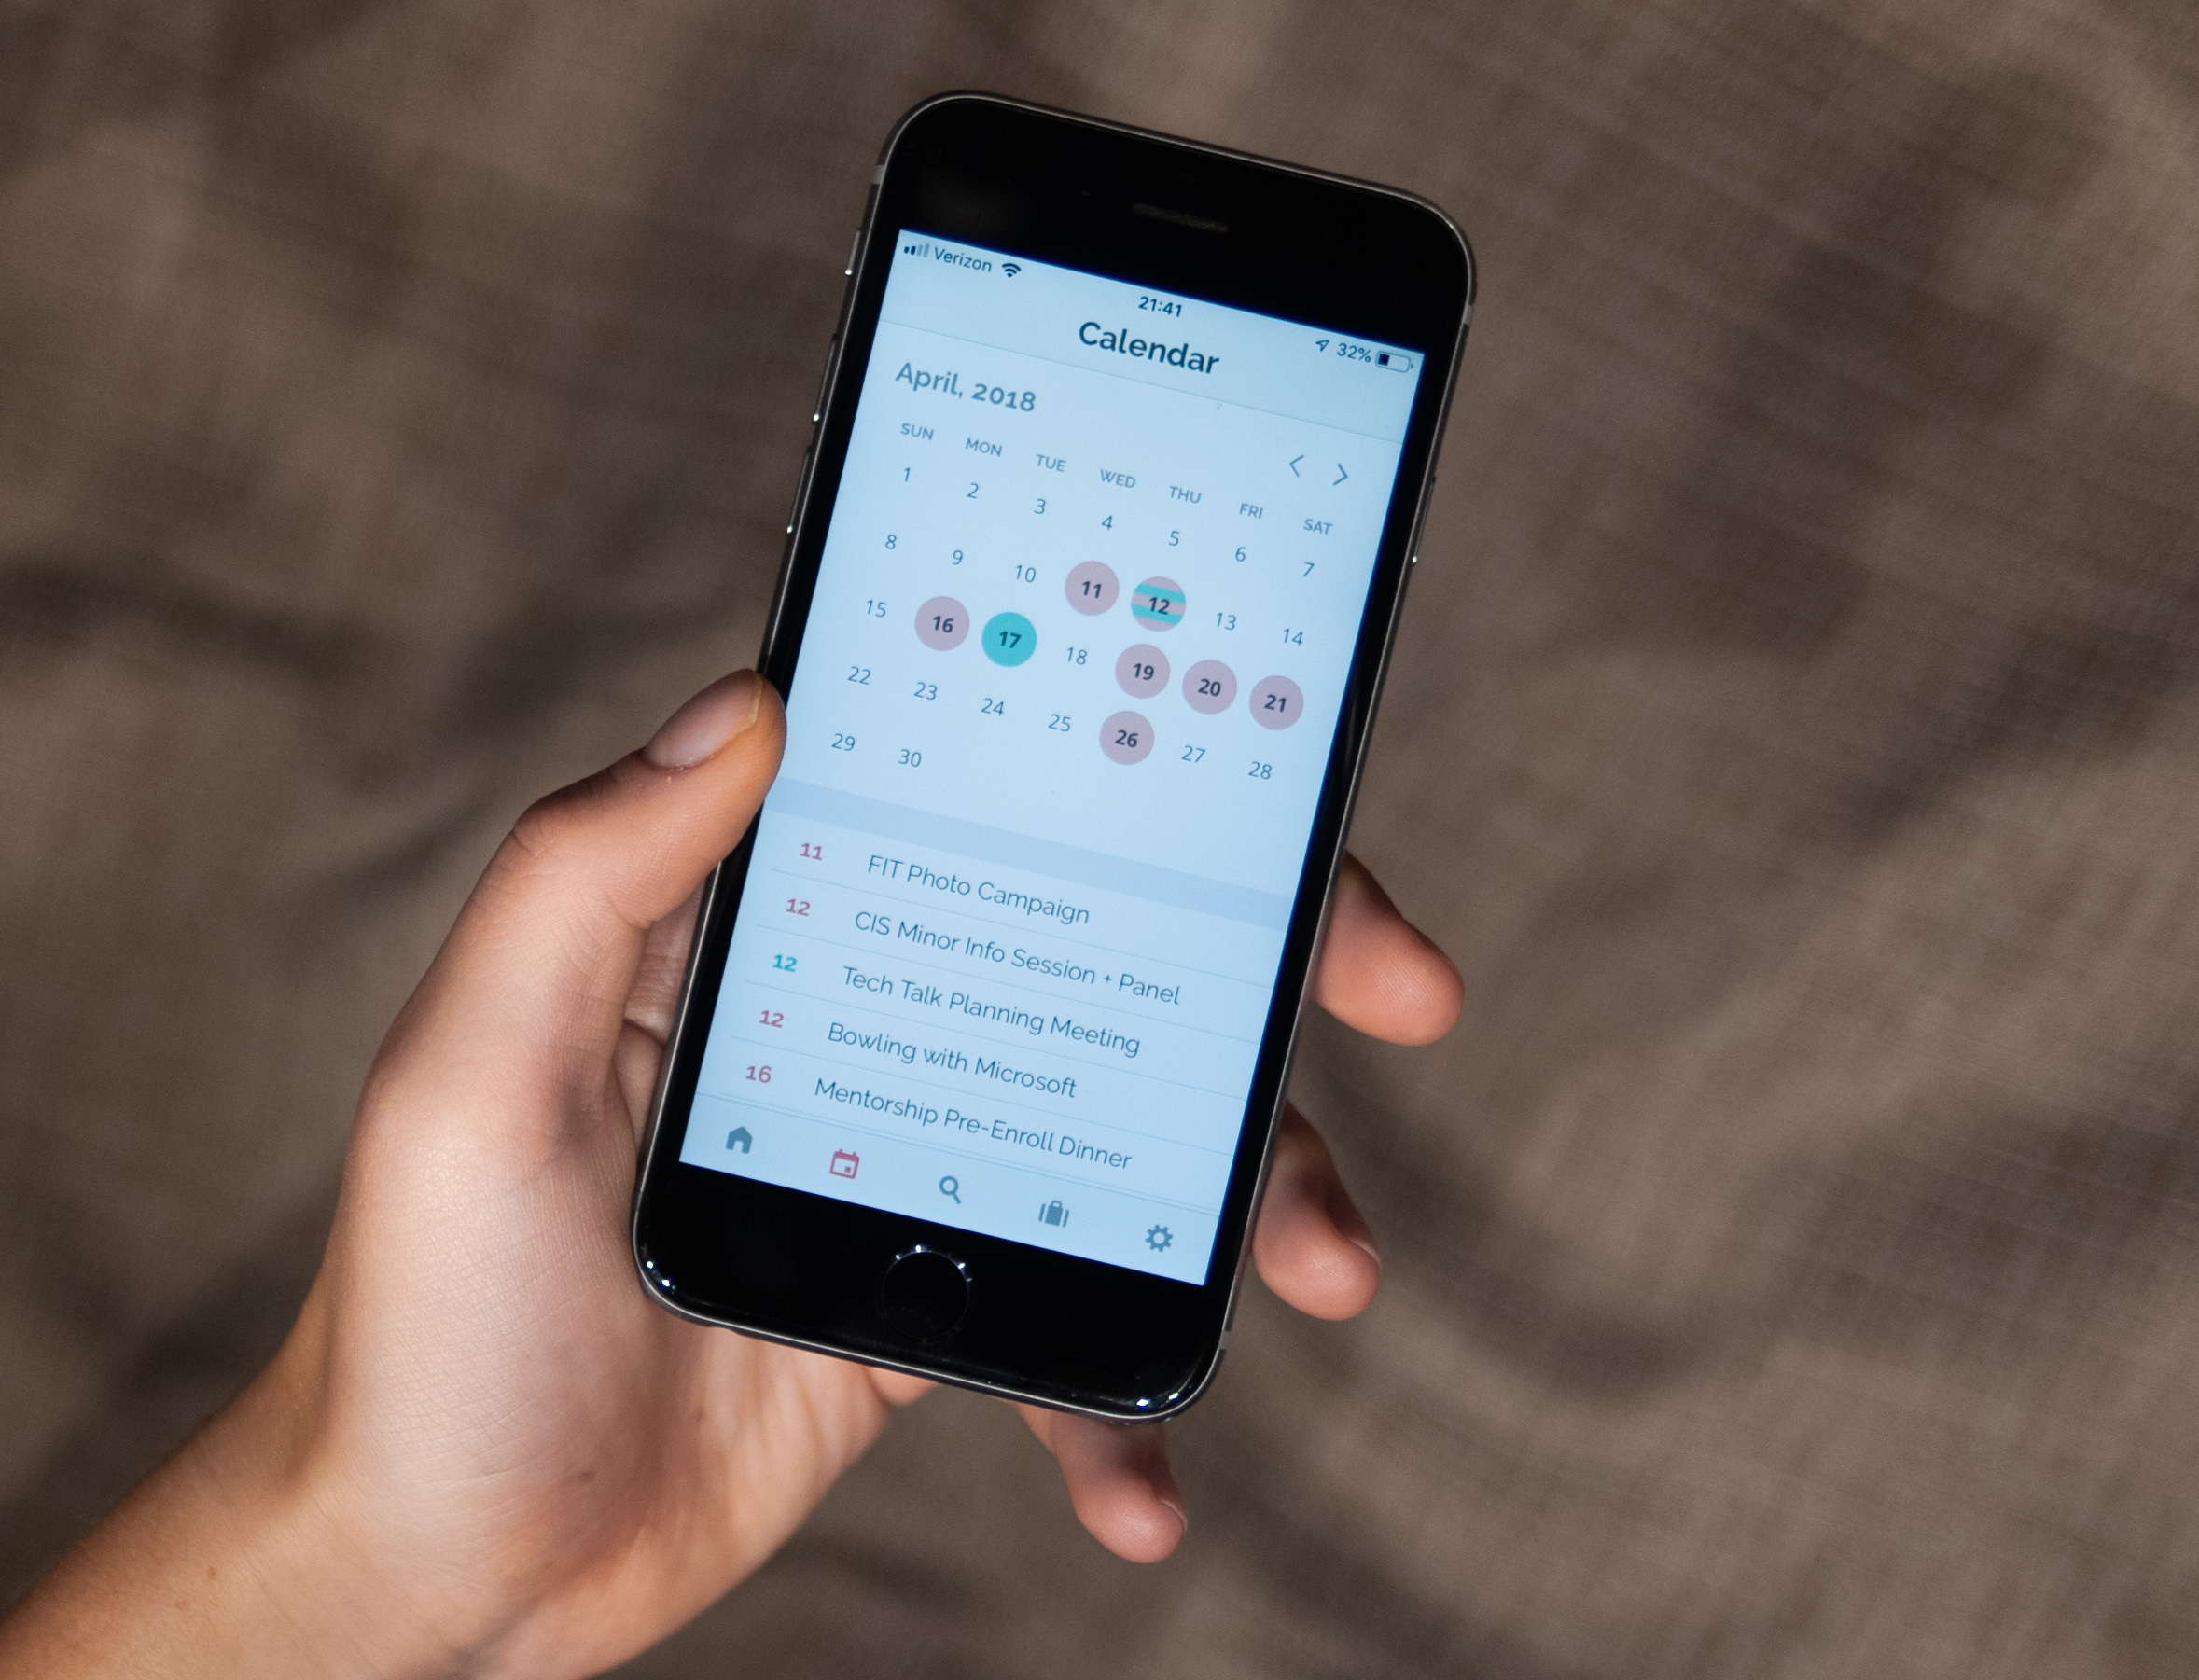 Verizon
21:41
32%
Calendar
April, 2018
SUN MON TUE WED THU FRI SAT
1 2 3 4 5 6 7
8 9 10 11 12 13 14
15 16 17 18 19 20 21
22 23 24 25 26 27 28
29 30
11 FIT Photo Campaign
12 CIS Minor Info Session + Panel
12 Tech Talk Planning Meeting
12 Bowling with Microsoft
16 Mentorship Pre-Enroll Dinner